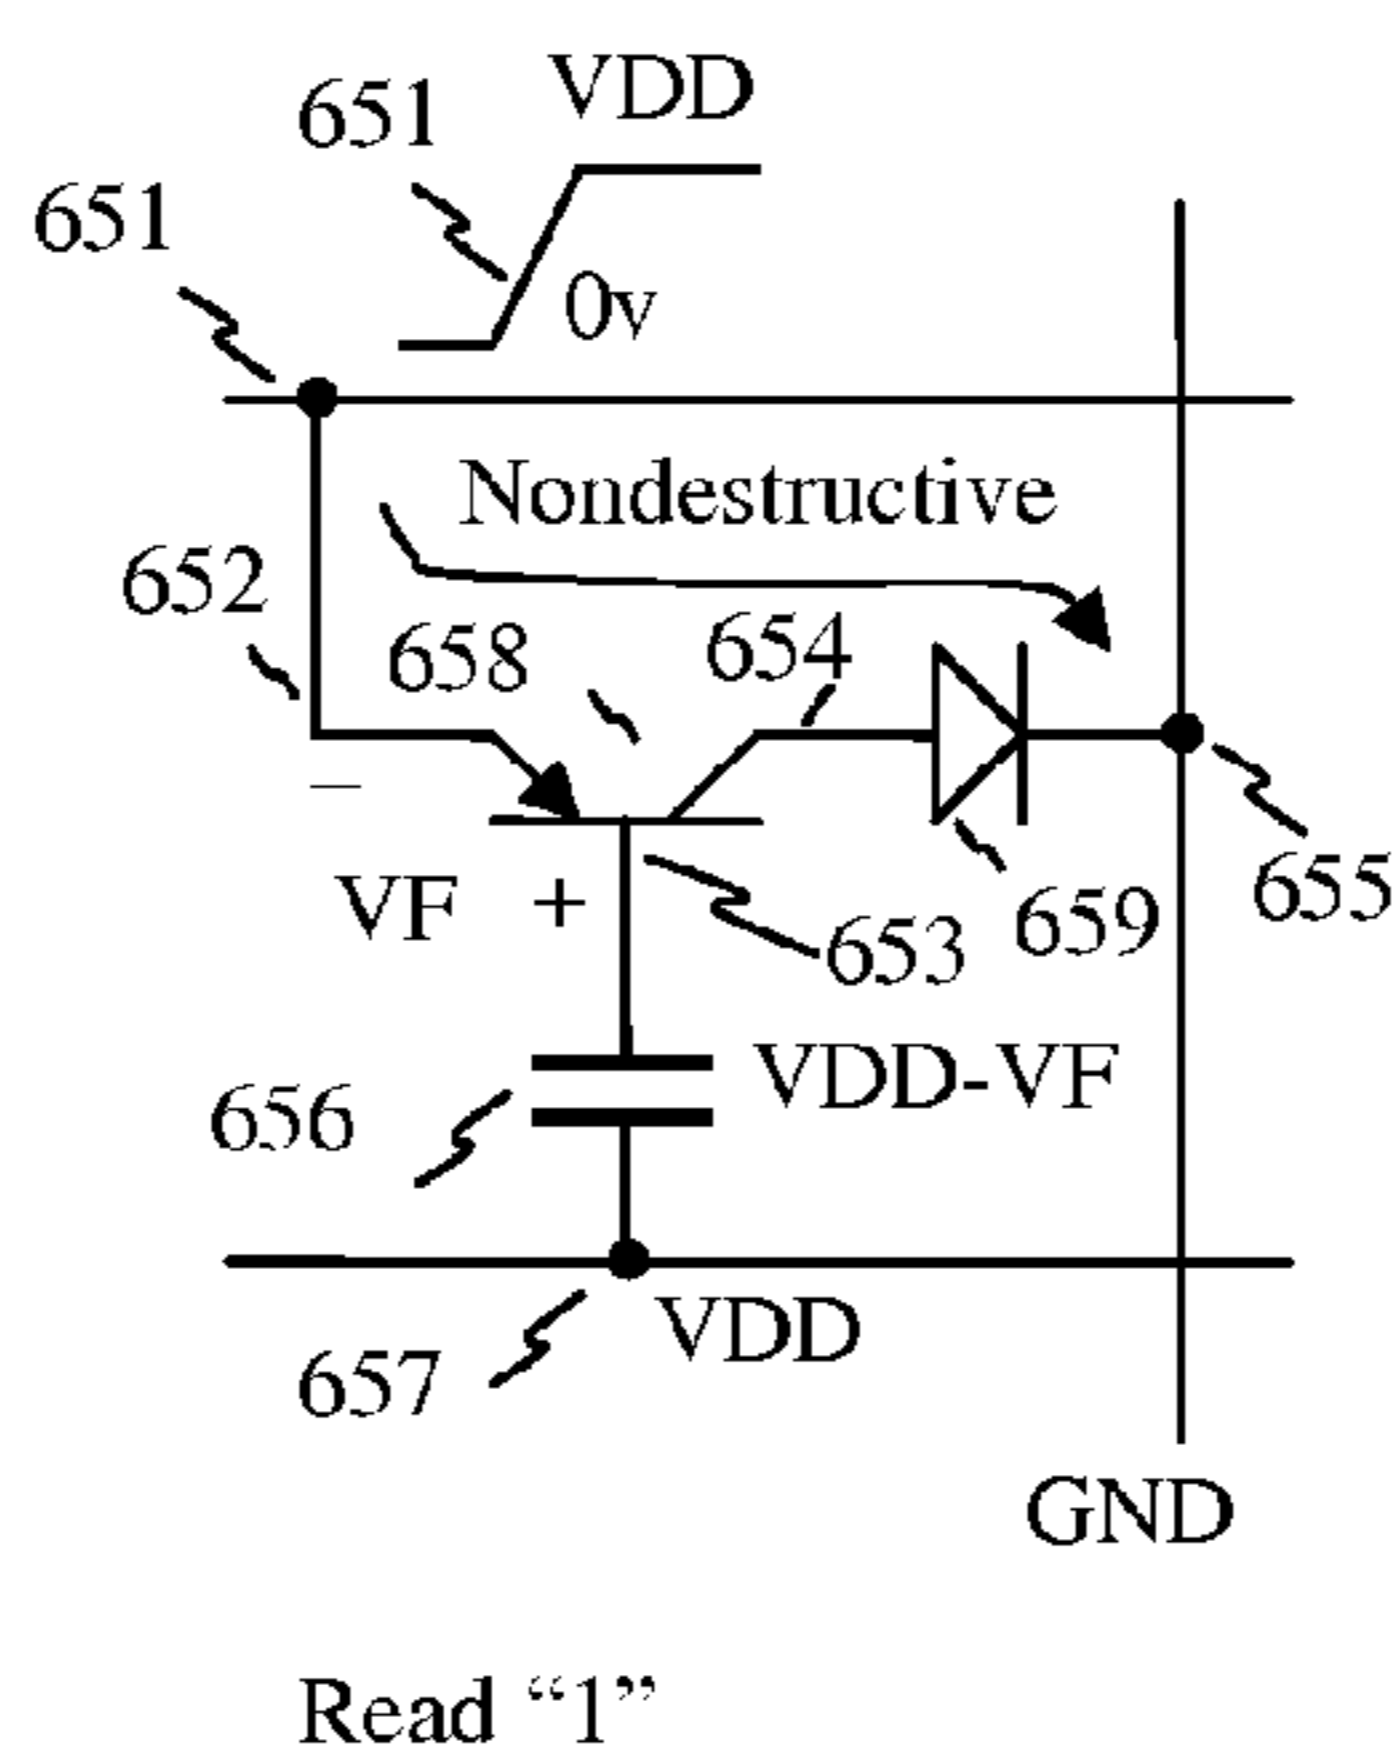 VDD
651
651
0v
Nondestructive
652
658
654
– 
VF +
659
655
653
VDD-VF
656
VDD
657
GND
Read “1”